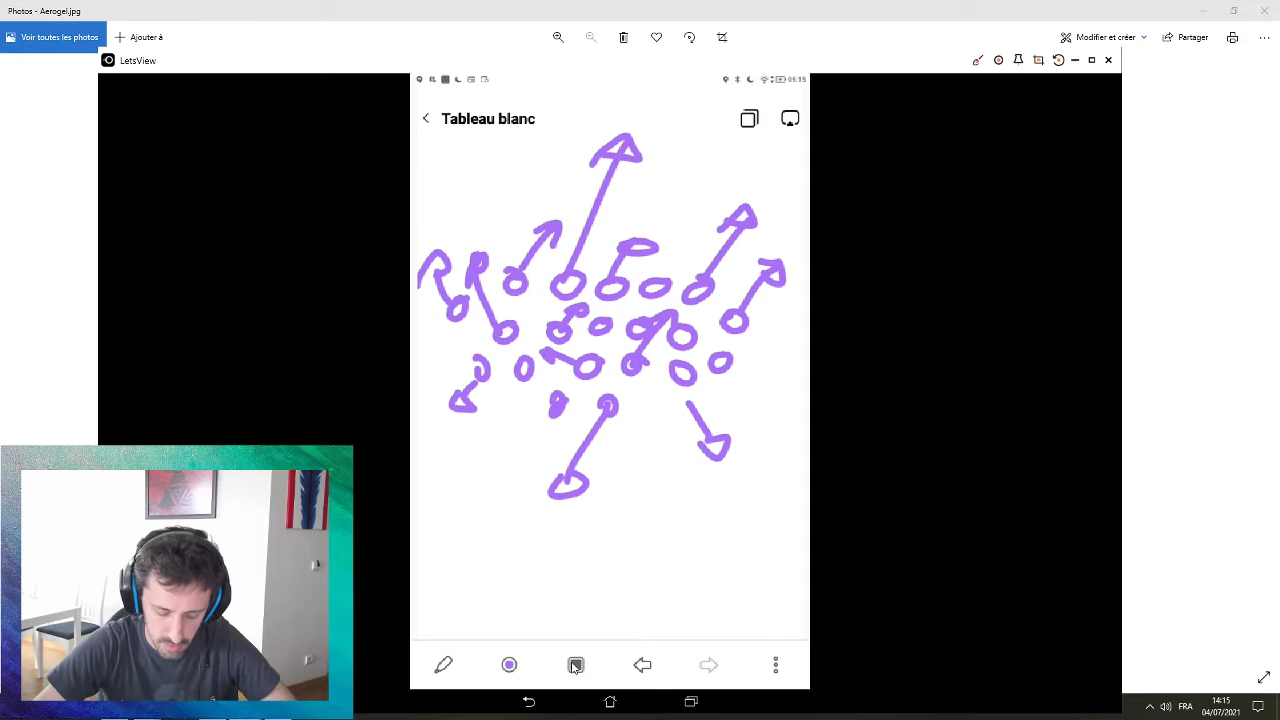 Photos - Aerogel.jpg
Voir toutes les photos
Ajouter à
Modifier et créer
Partager
LetsView
Tableau blanc
FRA
14:15
04/07/2021